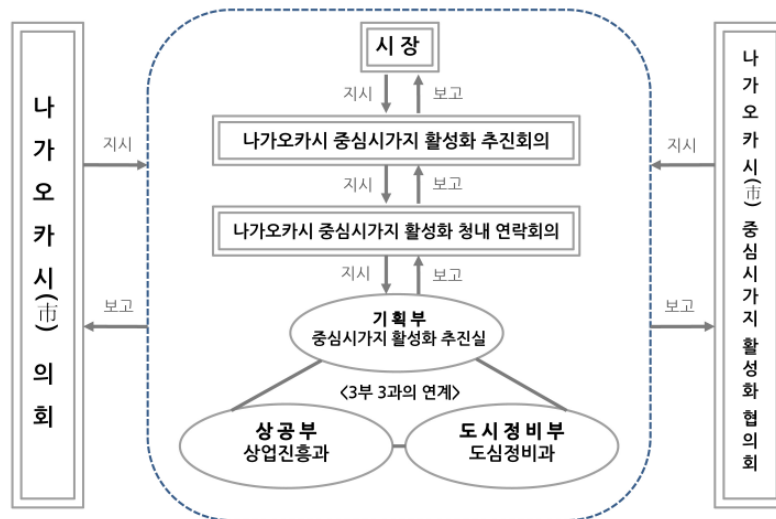 시장
지시
보고
나가오카시 중심시가지 활성화 추진회의
지시
보고
나가오카시 중심시가지 활성화 청내 연락회의
지시
보고
기획부
중심시가지 활성화 추진실
<3부 3과의 연계>
상공부
상업진흥과
도시정비부
도심정비과
나가오카시(市) 의회
지시
보고
나가오카시(市) 중심시가지 활성화 협의회
지시
보고